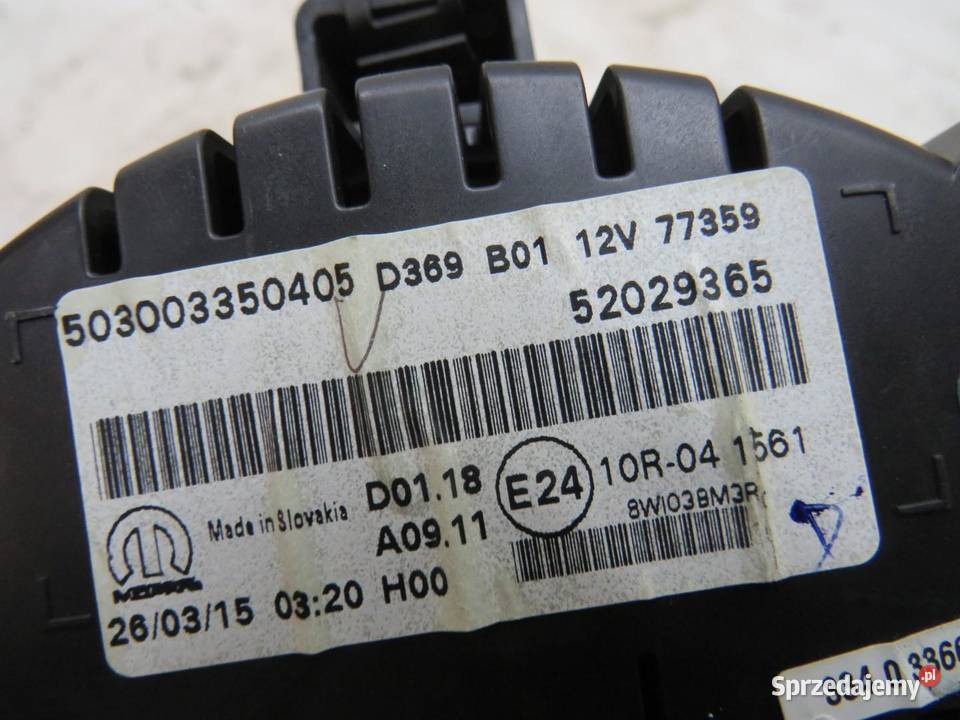 503003350405 D369 B01 12V 77359
52029365
D01.18
E24
10R-04 1561
Made in Slovakia
A09.11
MOPAR
26/03/15 03:20 H00
Sprzedajemy.pl